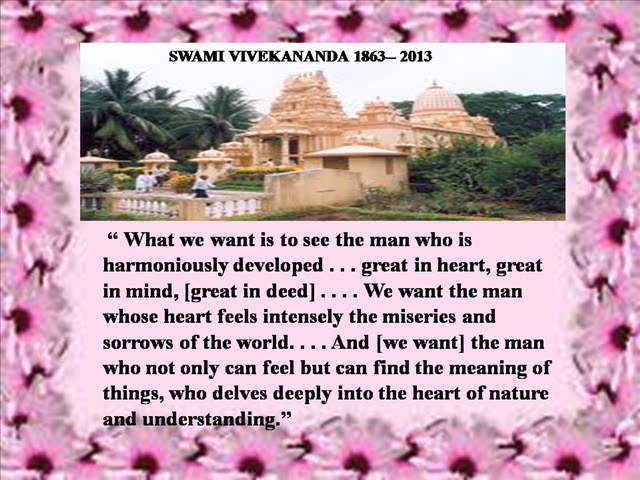 SWAMI VIVEKANANDA 1863– 2013
“ What we want is to see the man who is
harmoniously developed . . . great in heart, great
in mind, [great in deed] . . . . We want the man
whose heart feels intensely the miseries and
sorrows of the world. . . . And [we want] the man
who not only can feel but can find the meaning of
things, who delves deeply into the heart of nature
and understanding.”